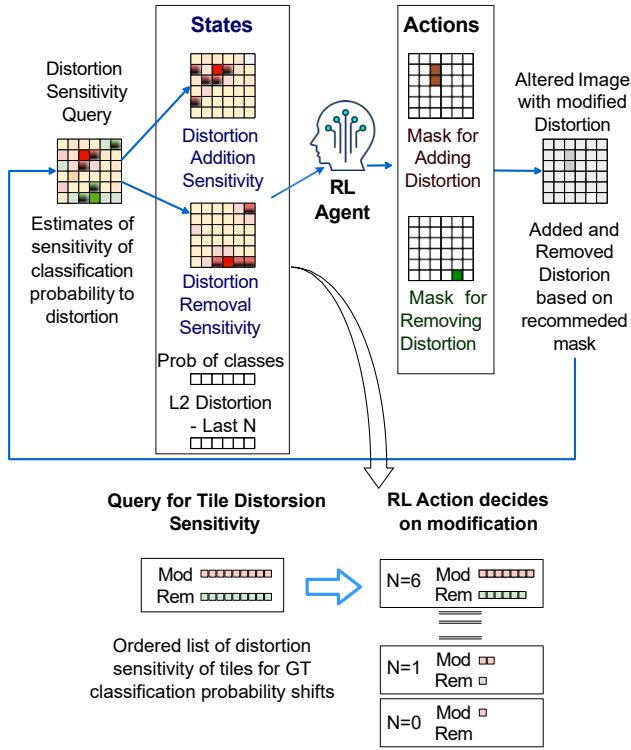 Distortion
Sensitivity
Query
Estimates of
sensitivity of
classification
probability to
distortion
States
Distortion
Addition
Sensitivity
Distortion
Removal
Sensitivity
Prob of classes
L2 Distortion
- Last N
RL
Agent
Actions
Mask for
Adding
Distortion
Mask for
Removing
Distortion
Altered Image
with modified
Distortion
Added and
Removed
Distorion
based on
recommeded
mask
Query for Tile Distorsion
Sensitivity
Mod
Rem
Ordered list of distortion
sensitivity of tiles for GT
classification probability shifts
RL Action decides
on modification
N=6 Mod
Rem
N=1 Mod
Rem
N=0 Mod
Rem